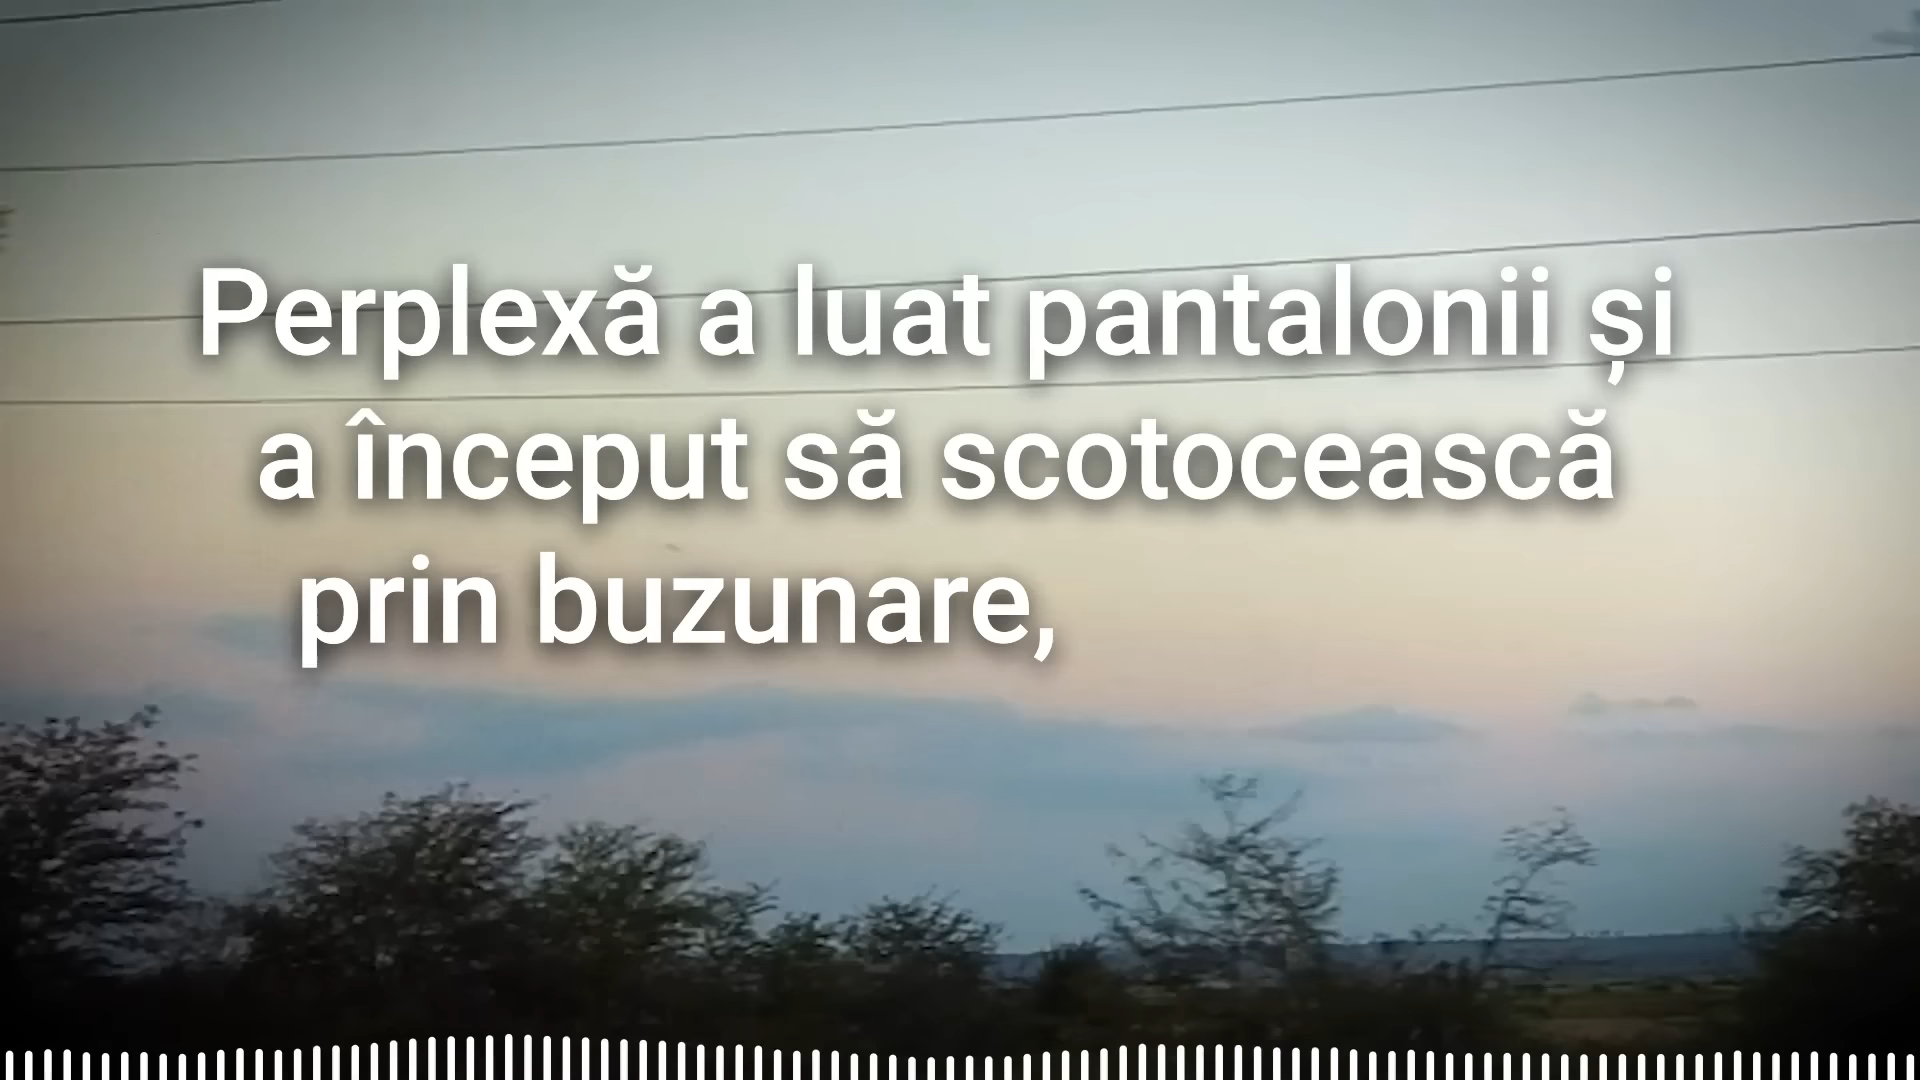 Perplexă a luat pantalonii și
a început să scotocească
prin buzunare,